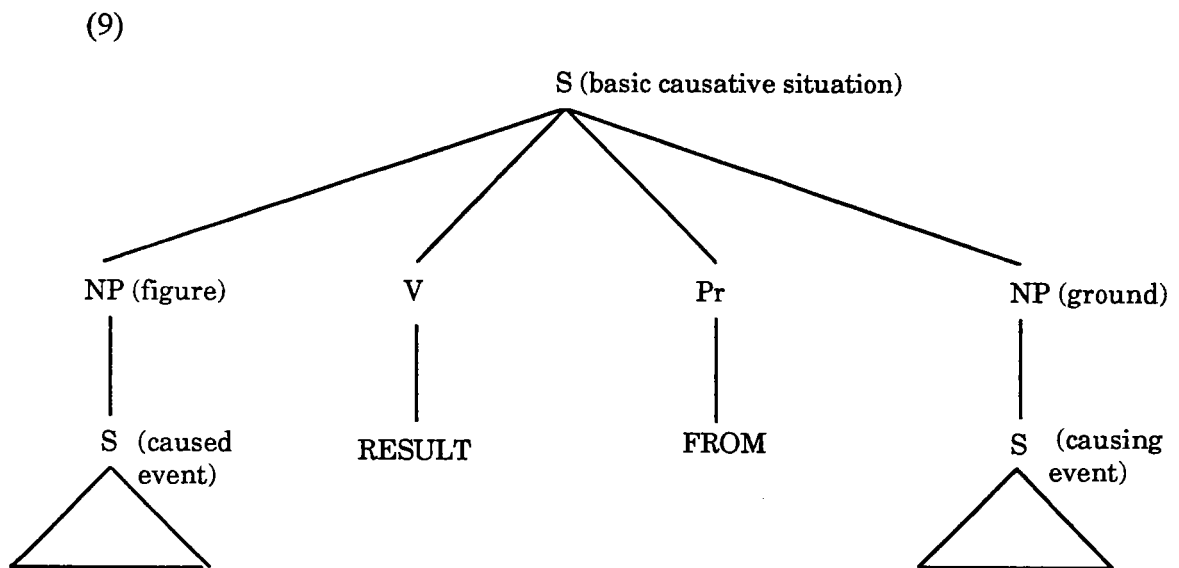 (9)
S (basic causative situation)
NP (figure) V Pr NP (ground)
S (caused event) RESULT FROM S (causing event)